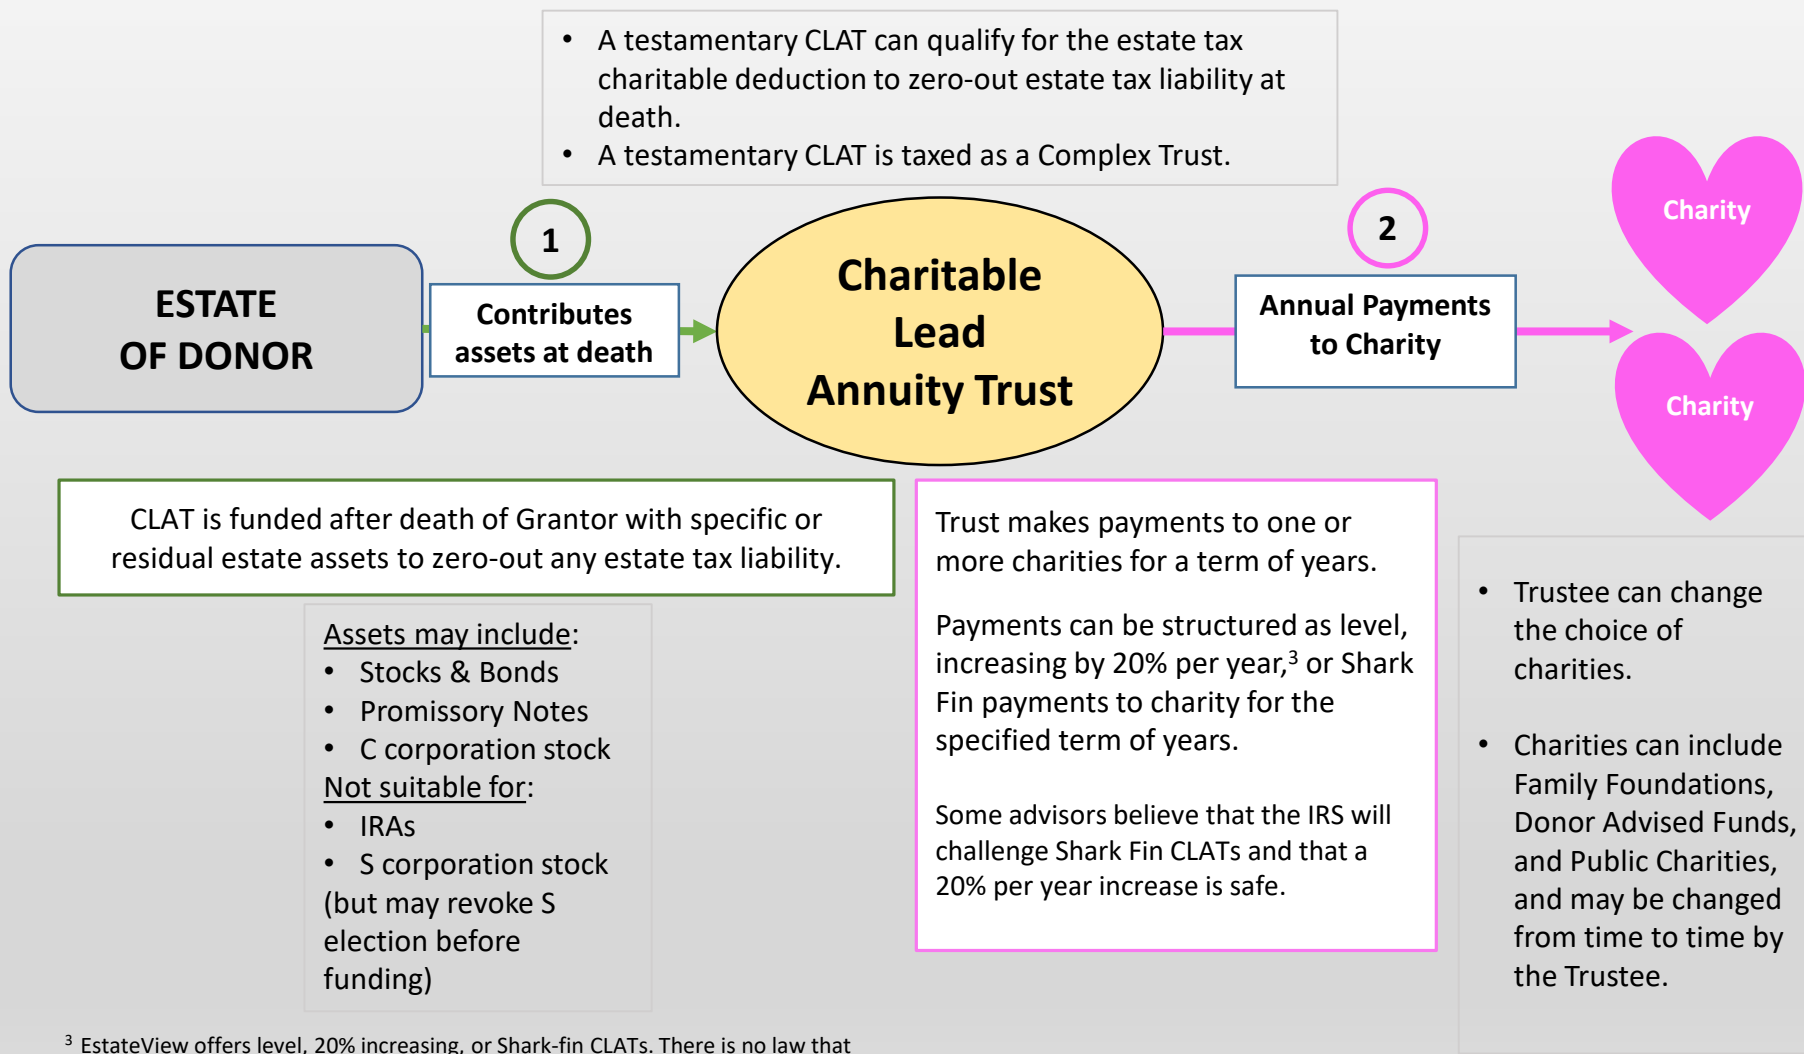 • A testamentary CLAT can qualify for the estate tax
charitable deduction to zero-out estate tax liability at
death.
• A testamentary CLAT is taxed as a Complex Trust.
ESTATE
OF DONOR
1
Contributes
assets at death
Charitable
Lead
Annuity Trust
2
Annual Payments
to Charity
Charity
Charity
CLAT is funded after death of Grantor with specific or
residual estate assets to zero-out any estate tax liability.
Assets may include:
• Stocks & Bonds
• Promissory Notes
• C corporation stock
Not suitable for:
• IRAs
• S corporation stock
(but may revoke S
election before
funding)
Trust makes payments to one or
more charities for a term of years.
Payments can be structured as level,
increasing by 20% per year,³ or Shark
Fin payments to charity for the
specified term of years.
Some advisors believe that the IRS will
challenge Shark Fin CLATs and that a
20% per year increase is safe.
• Trustee can change
the choice of
charities.
• Charities can include
Family Foundations,
Donor Advised Funds,
and Public Charities,
and may be changed
from time to time by
the Trustee.
³ EstateView offers level, 20% increasing, or Shark-fin CLATs. There is no law that